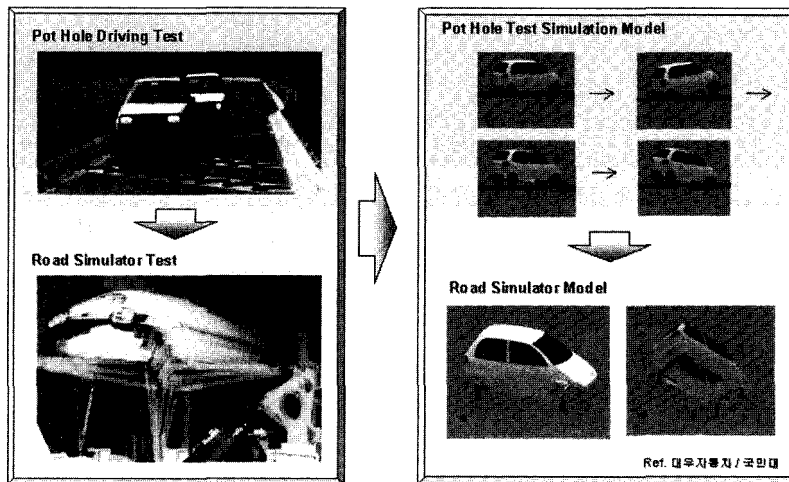 Pot Hole Driving Test
Road Simulator Test
Pot Hole Test Simulation Model
Road Simulator Model
Ref. 대우자동차 / 국민대